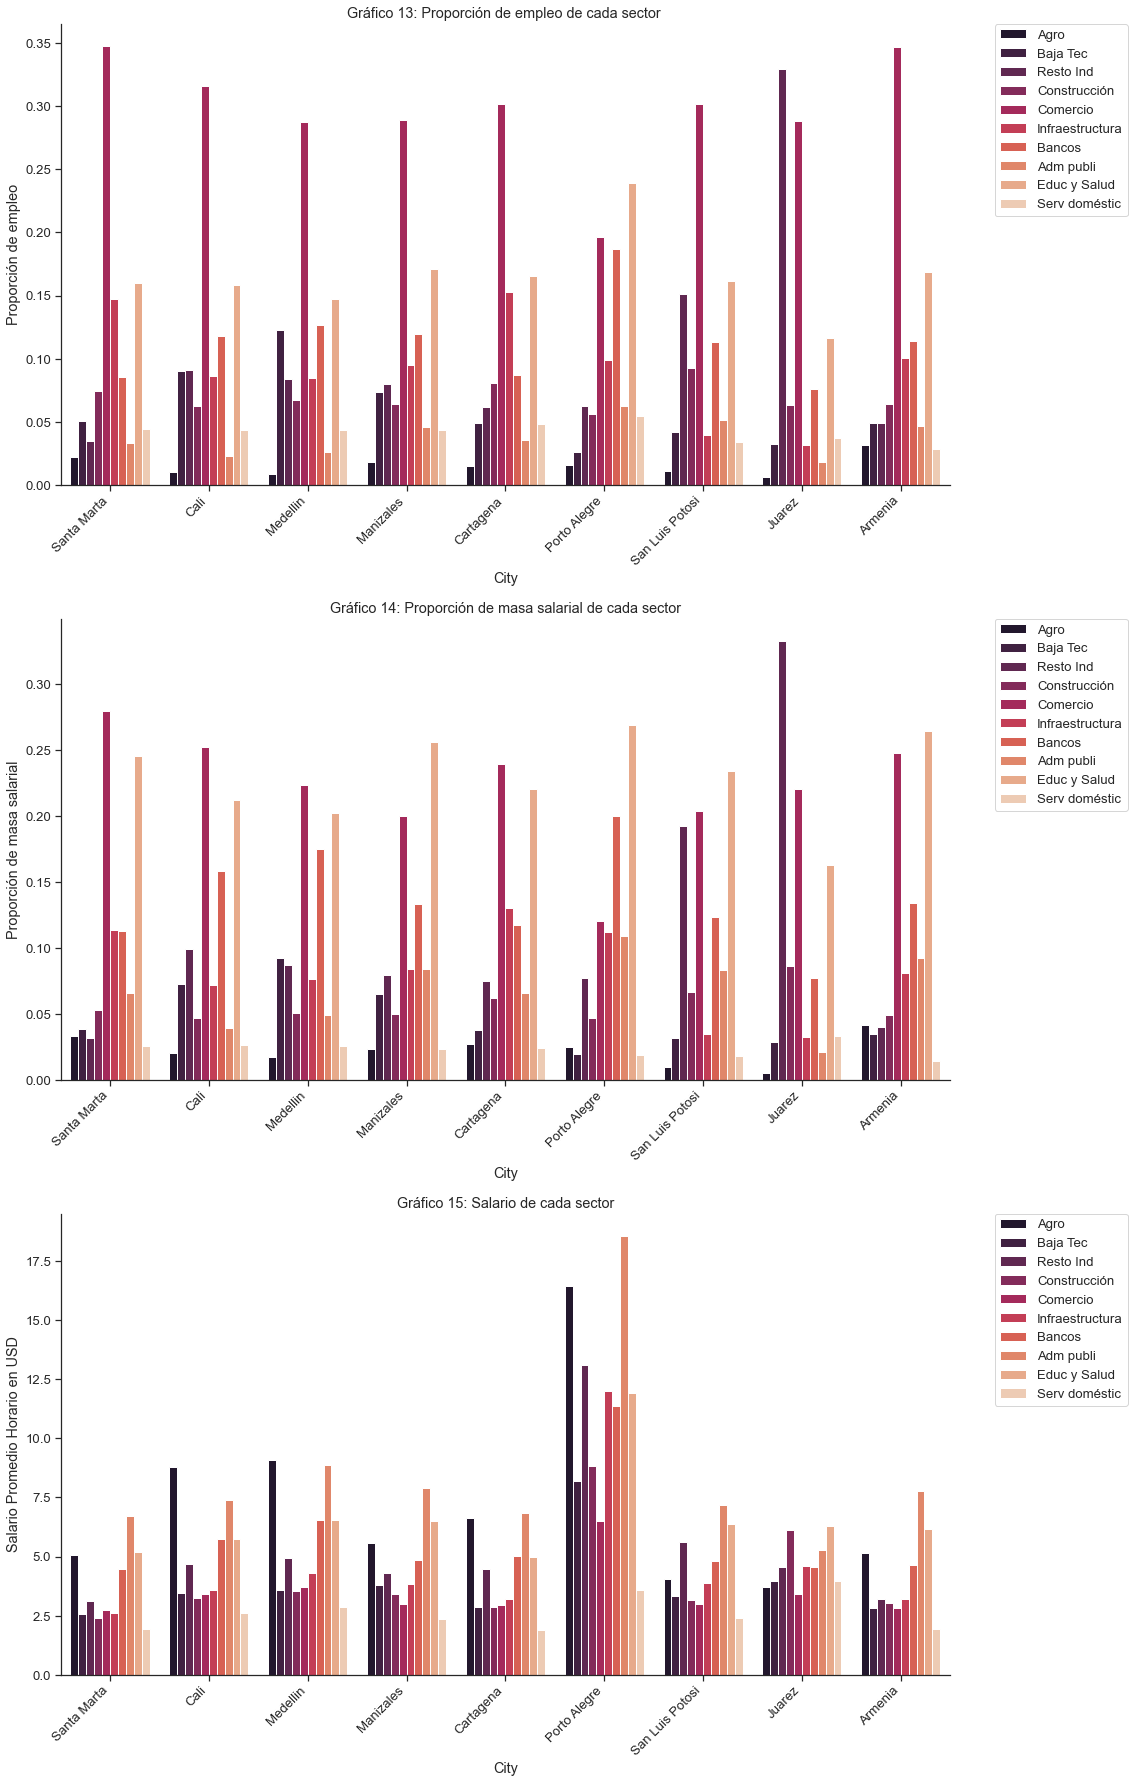 Gráfico 13: Proporción de empleo de cada sector
Proporción de empleo
0.35
0.30
0.25
0.20
0.15
0.10
0.05
0.00
Santa Marta
Cali
Medellin
Manizales
Cartagena
Porto Alegre
San Luis Potosi
Juarez
Armenia
City
Agro
Baja Tec
Resto Ind
Construcción
Comercio
Infraestructura
Bancos
Adm publi
Educ y Salud
Serv doméstic
Gráfico 14: Proporción de masa salarial de cada sector
Proporción de masa salarial
0.30
0.25
0.20
0.15
0.10
0.05
0.00
Santa Marta
Cali
Medellin
Manizales
Cartagena
Porto Alegre
San Luis Potosi
Juarez
Armenia
City
Agro
Baja Tec
Resto Ind
Construcción
Comercio
Infraestructura
Bancos
Adm publi
Educ y Salud
Serv doméstic
Gráfico 15: Salario de cada sector
Salario Promedio Horario en USD
17.5
15.0
12.5
10.0
7.5
5.0
2.5
0.0
Santa Marta
Cali
Medellin
Manizales
Cartagena
Porto Alegre
San Luis Potosi
Juarez
Armenia
City
Agro
Baja Tec
Resto Ind
Construcción
Comercio
Infraestructura
Bancos
Adm publi
Educ y Salud
Serv doméstic